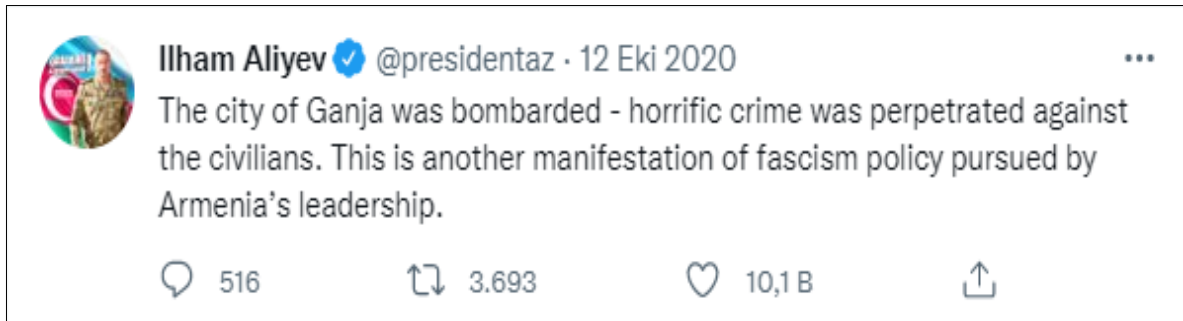 Ilham Aliyev @presidentaz · 12 Eki 2020
The city of Ganja was bombarded - horrific crime was perpetrated against
the civilians. This is another manifestation of fascism policy pursued by
Armenia’s leadership.
516 3.693 10,1 B